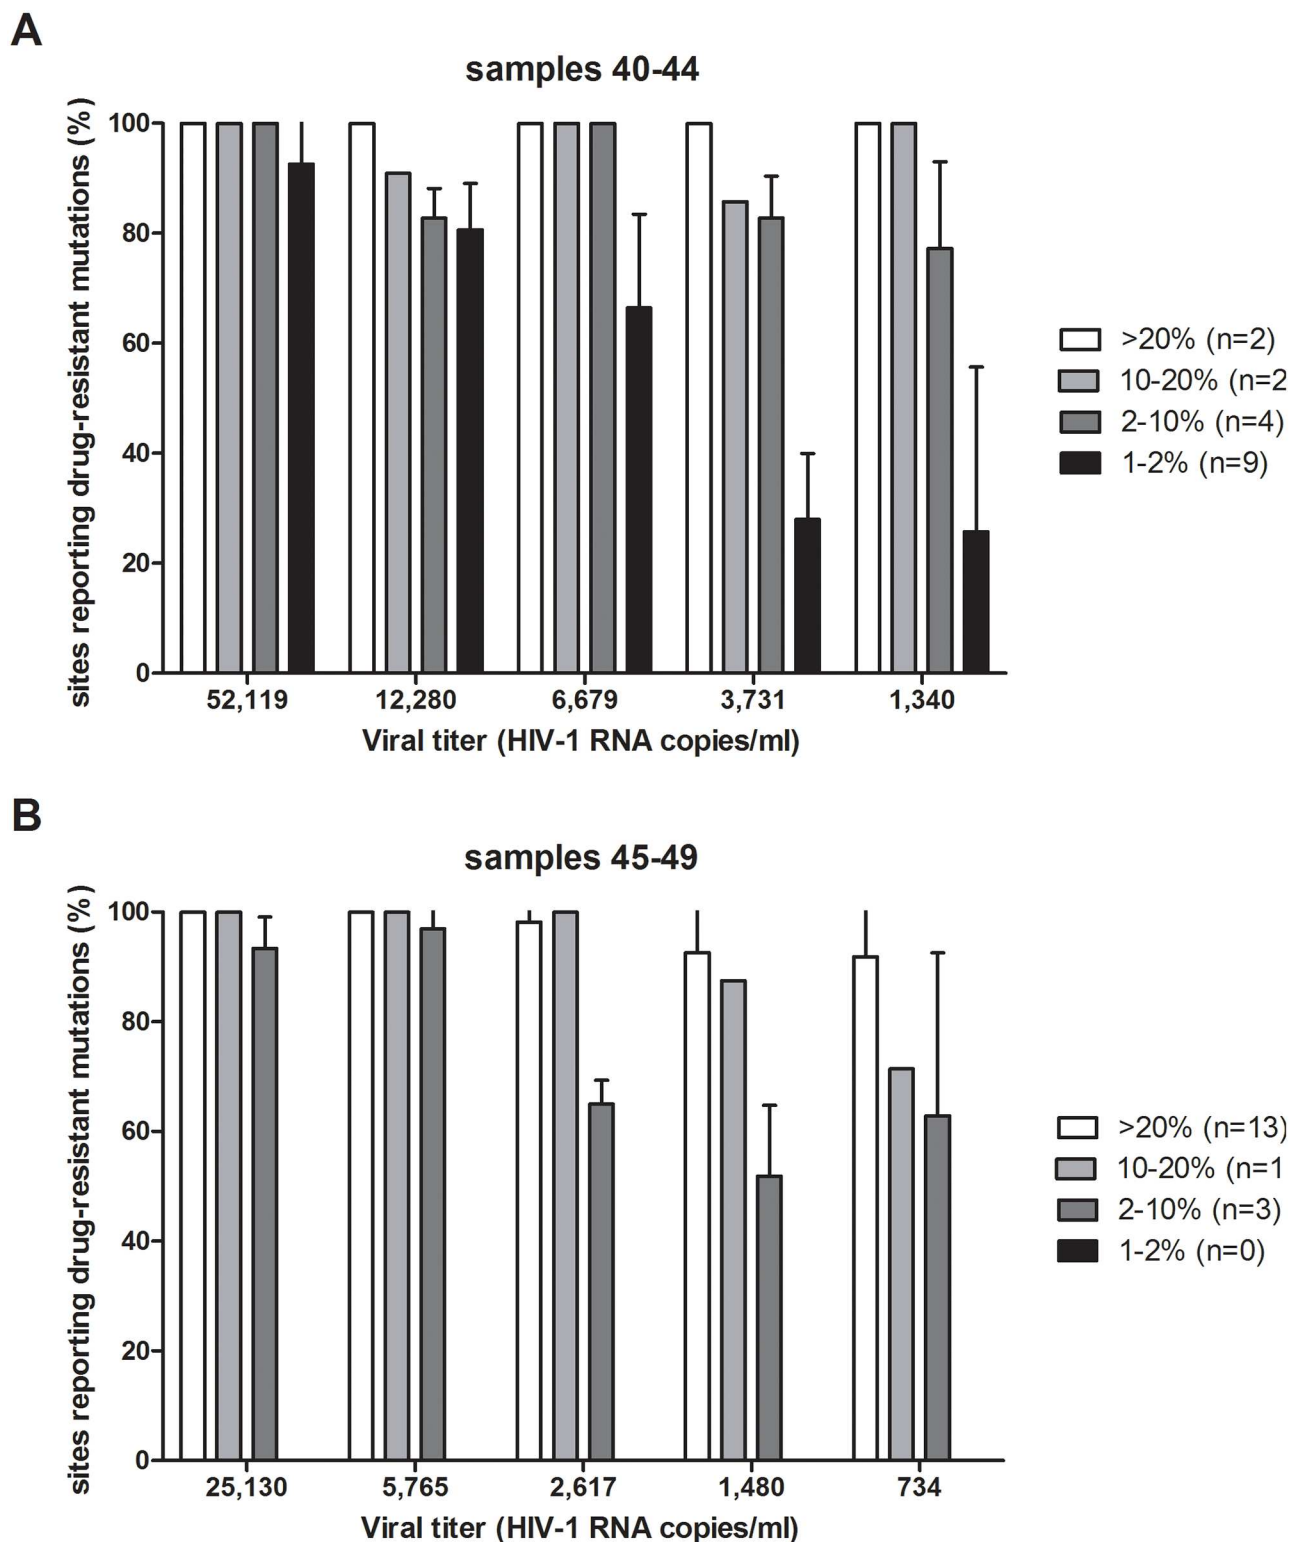 A
samples 40-44
sites reporting drug-resistant mutations (%)
100
80
60
40
20
0
52,119 12,280 6,679 3,731 1,340
Viral titer (HIV-1 RNA copies/ml)
>20% (n=2)
10-20% (n=2
2-10% (n=4)
1-2% (n=9)
B
samples 45-49
sites reporting drug-resistant mutations (%)
100
80
60
40
20
0
25,130 5,765 2,617 1,480 734
Viral titer (HIV-1 RNA copies/ml)
>20% (n=13)
10-20% (n=1
2-10% (n=3)
1-2% (n=0)